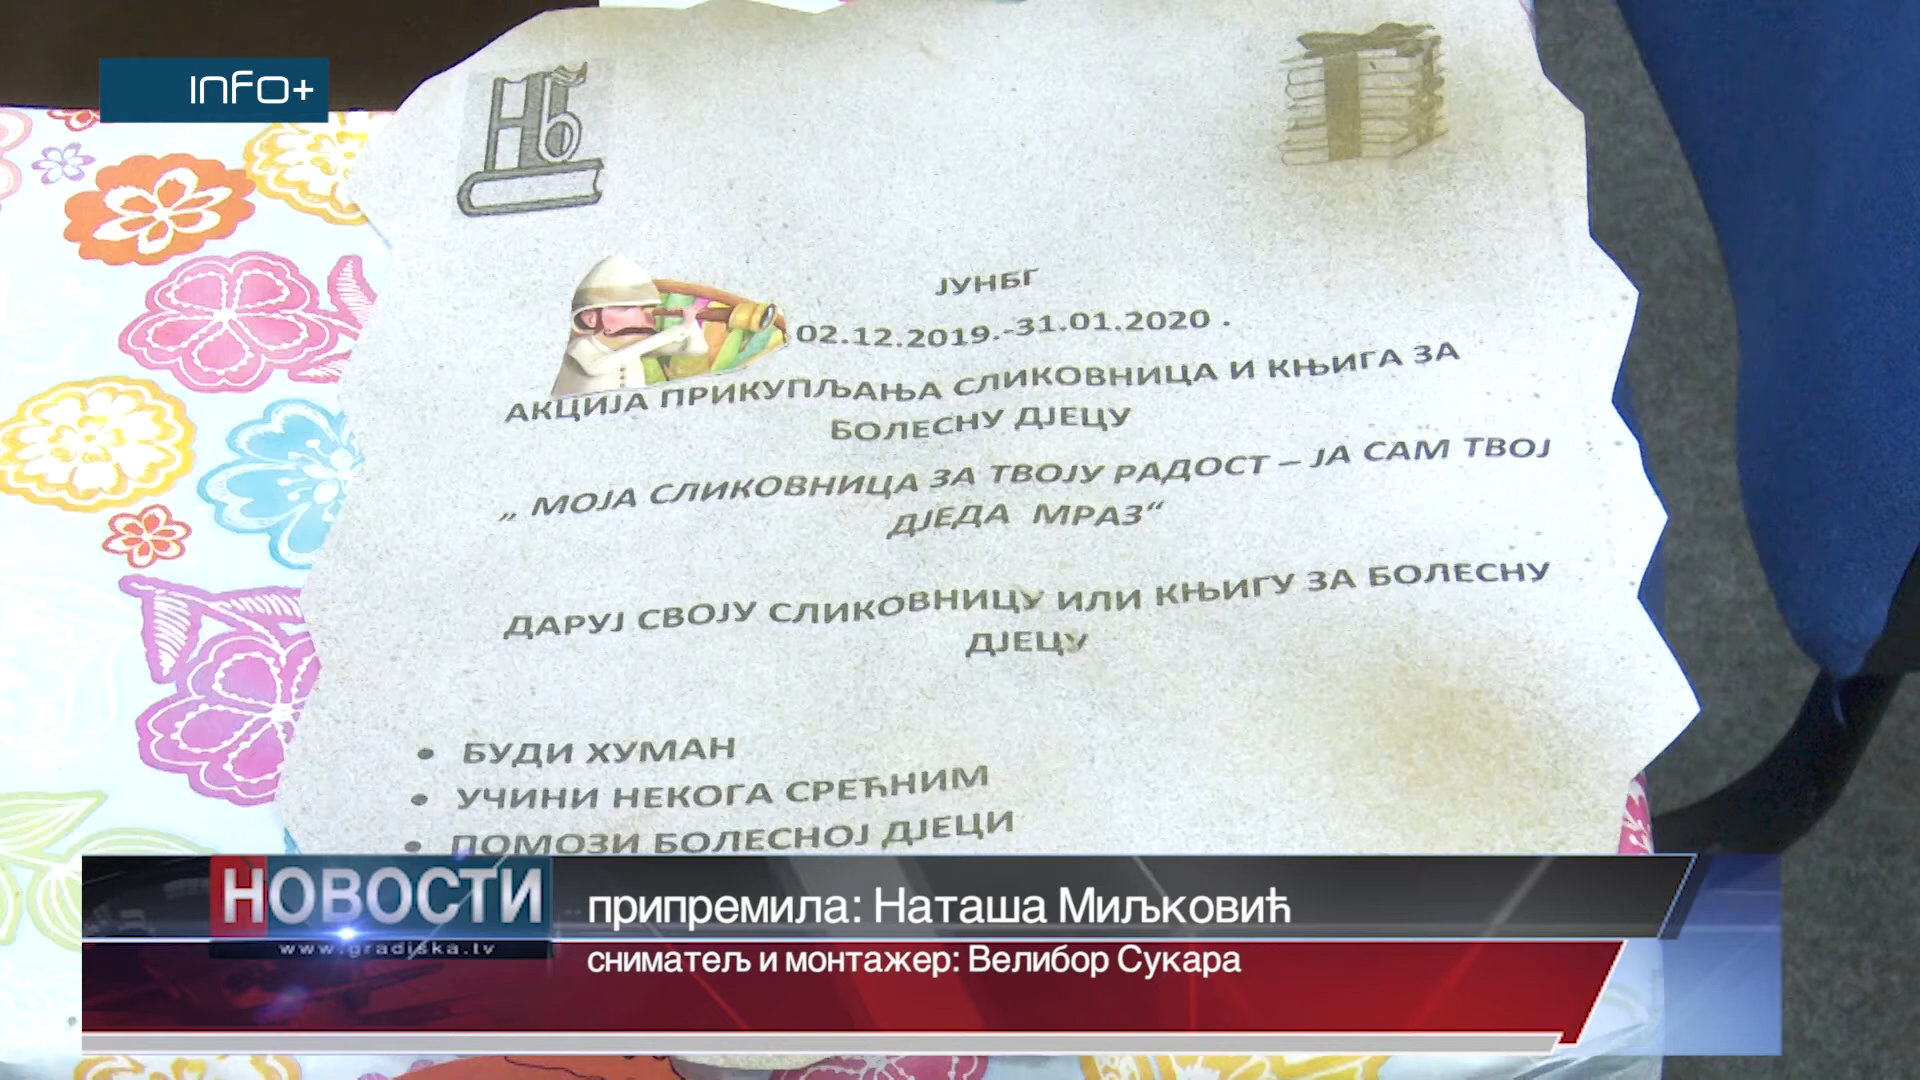 INFO+
НБ
ЈУНБГ
02.12.2019.-31.01.2020 .
АКЦИЈА ПРИКУПЉАЊА СЛИКОВНИЦА И КЊИГА ЗА
БОЛЕСНУ ДЈЕЦУ
„ МОЈА СЛИКОВНИЦА ЗА ТВОЈУ РАДОСТ – ЈА САМ ТВОЈ
ДЈЕДА МРАЗ“
ДАРУЈ СВОЈУ СЛИКОВНИЦУ ИЛИ КЊИГУ ЗА БОЛЕСНУ
ДЈЕЦУ
• БУДИ ХУМАН
• УЧИНИ НЕКОГА СРЕЋНИМ
• ПОМОЗИ БОЛЕСНОЈ ДЈЕЦИ
НОВОСТИ
www.gradiska.tv
припремила: Наташа Миљковић
сниматељ и монтажер: Велибор Сукара